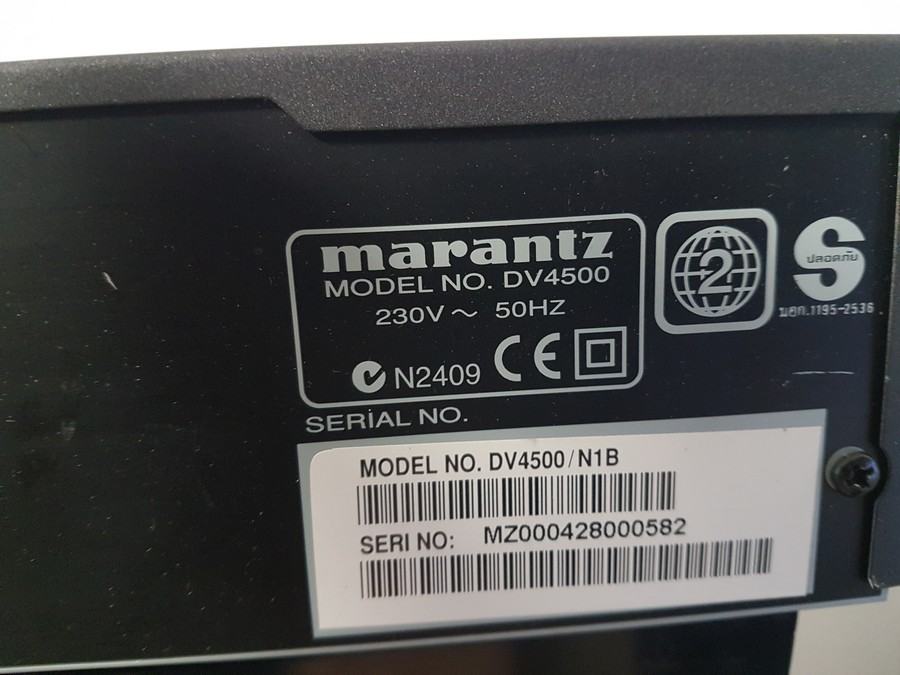 marantz
MODEL NO. DV4500
230V ~ 50HZ
N2409 CE
2
S
ปลอดภัย
มอก.1195-2536
SERIAL NO.
MODEL NO. DV4500/N1B
SERI NO: MZ000428000582